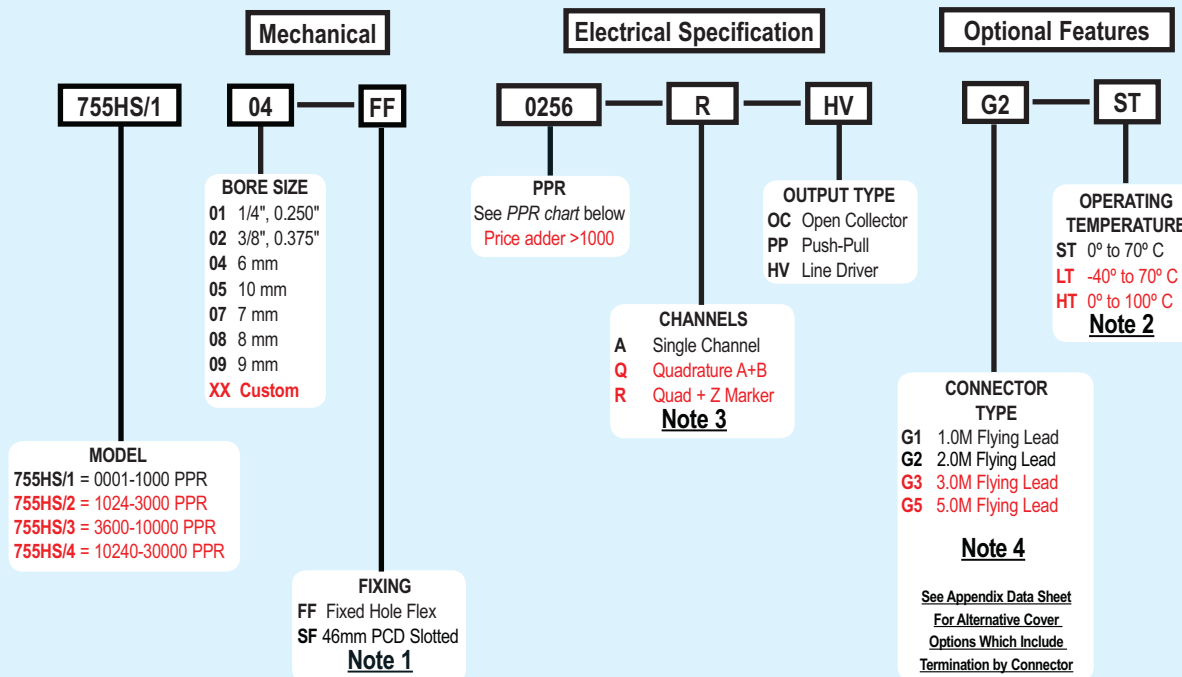 Mechanical
Electrical Specification
Optional Features
755HS/1
04
FF
0256
R
HV
G2
ST
BORE SIZE
01 1/4", 0.250"
02 3/8", 0.375"
04 6 mm
05 10 mm
07 7 mm
08 8 mm
09 9 mm
XX Custom
PPR
See PPR chart below
Price adder >1000
OUTPUT TYPE
OC Open Collector
PP Push-Pull
HV Line Driver
OPERATING
TEMPERATURE
ST 0º to 70º C
LT -40º to 70º C
HT 0º to 100º C
Note 2
CHANNELS
A Single Channel
Q Quadrature A+B
R Quad + Z Marker
Note 3
CONNECTOR
TYPE
G1 1.0M Flying Lead
G2 2.0M Flying Lead
G3 3.0M Flying Lead
G5 5.0M Flying Lead
Note 4
See Appendix Data Sheet
For Alternative Cover
Options Which Include
Termination by Connector
MODEL
755HS/1 = 0001-1000 PPR
755HS/2 = 1024-3000 PPR
755HS/3 = 3600-10000 PPR
755HS/4 = 10240-30000 PPR
FIXING
FF Fixed Hole Flex
SF 46mm PCD Slotted
Note 1